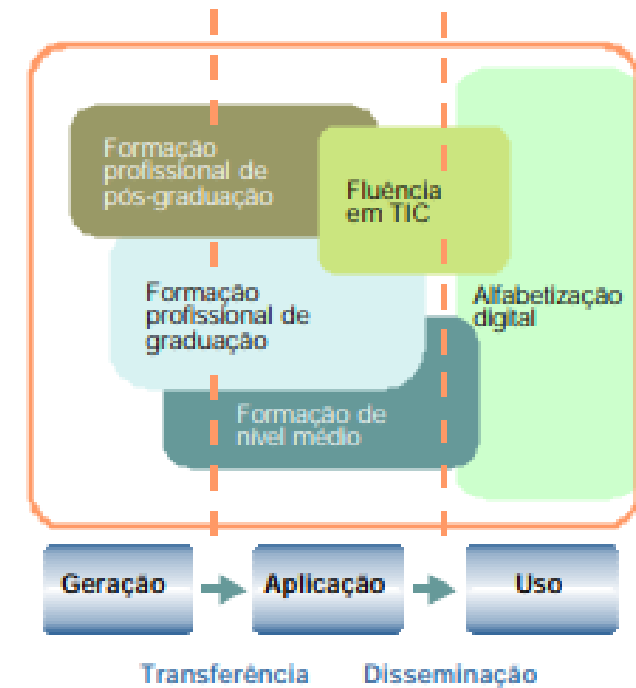 Formação
profissional de
pós-graduação
Fluência
em TIC
Formação
profissional de
graduação
Alfabetização
digital
Formação de
nível médio
Geração
Aplicação
Uso
Transferência
Disseminação